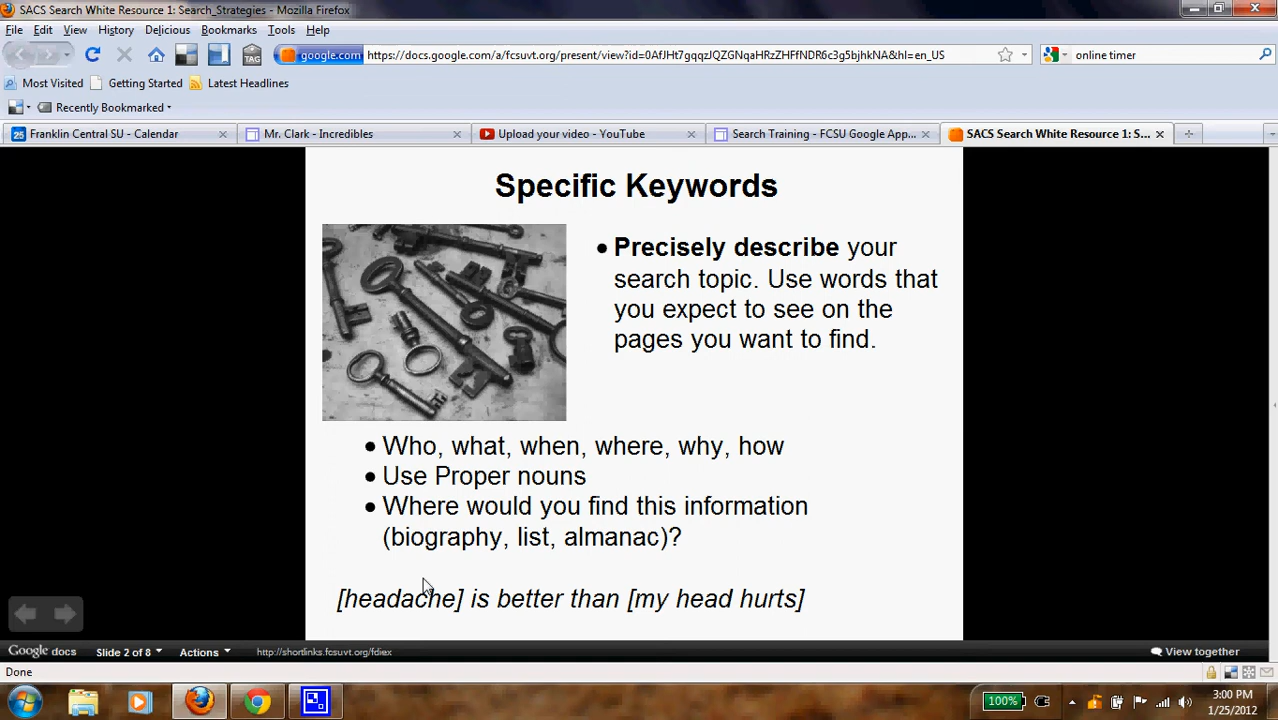 SACS Search White Resource 1: Search_Strategies - Mozilla Firefox
File Edit View History Delicious Bookmarks Tools Help
TAG google.com https://docs.google.com/a/fcsuvt.org/present/view?id=0AfJHt7gqqzJQZGNqaHRzZHFfNDR6c3g5bjhkNA&hl=en_US online timer
Most Visited Getting Started Latest Headlines
Recently Bookmarked
25 Franklin Central SU - Calendar Mr. Clark - Incredibles Upload your video - YouTube Search Training - FCSU Google App... SACS Search White Resource 1: S...
Specific Keywords
• Precisely describe your
search topic. Use words that
you expect to see on the
pages you want to find.
• Who, what, when, where, why, how
• Use Proper nouns
• Where would you find this information
(biography, list, almanac)?
[headache] is better than [my head hurts]
Google docs Slide 2 of 8 Actions http://shortlinks.fcsuvt.org/fdiex View together
Done
100% 3:00 PM
1/25/2012